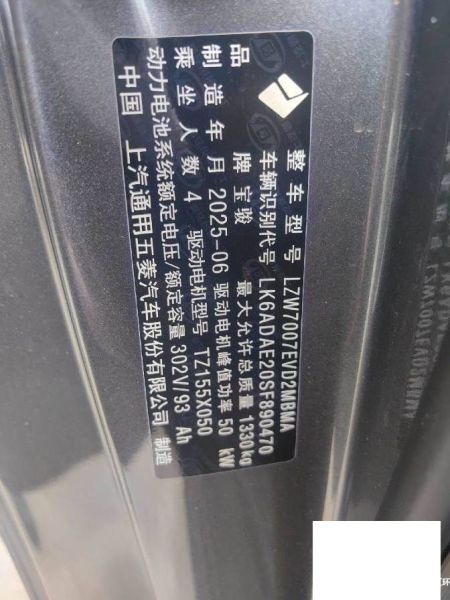 整车型号 LZW7007EVD2MBMA
车辆识别代号 LK6ADAE20SF890470
品牌 宝骏 最大允许总质量 1330kg
制造年月 2025-06 驱动电机峰值功率 50 kW
乘坐人数 4 驱动电机型号 TZ155X050
动力电池系统额定电压/额定容量 302V/93 Ah
中国 上汽通用五菱汽车股份有限公司 制造
环